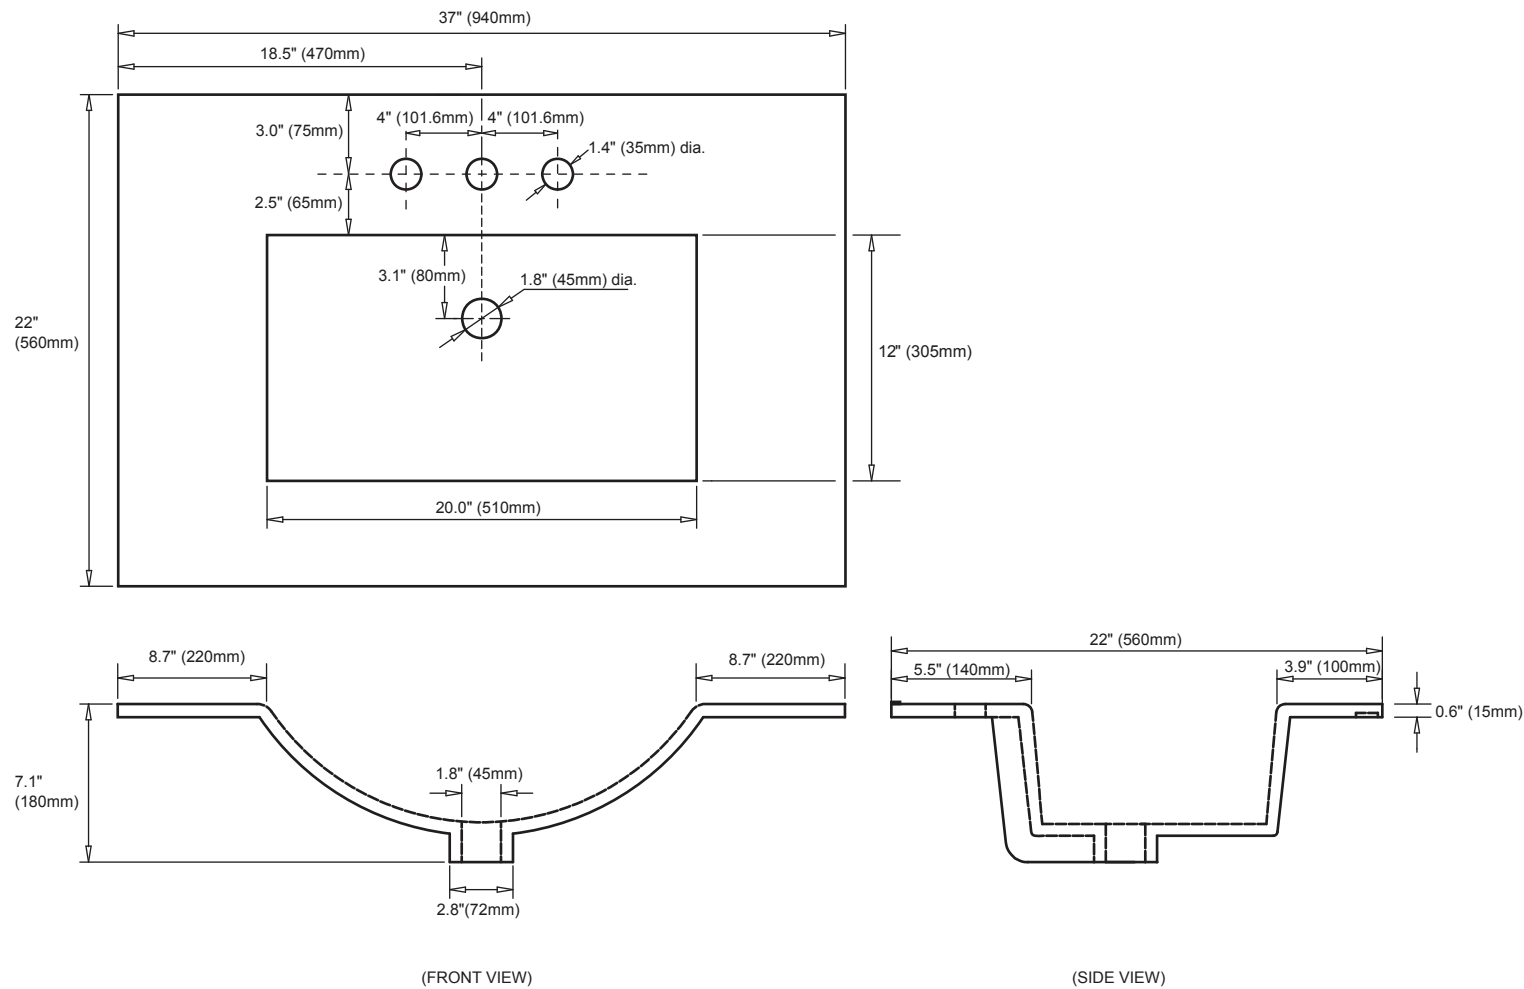 37" (940mm)
18.5" (470mm)
4" (101.6mm) 4" (101.6mm)
3.0" (75mm)
1.4" (35mm) dia.
2.5" (65mm)
3.1" (80mm)
1.8" (45mm) dia.
22"
(560mm)
12" (305mm)
20.0" (510mm)
8.7" (220mm)
8.7" (220mm)
7.1"
(180mm)
1.8" (45mm)
2.8"(72mm)
22" (560mm)
5.5" (140mm)
3.9" (100mm)
0.6" (15mm)
(FRONT VIEW)
(SIDE VIEW)